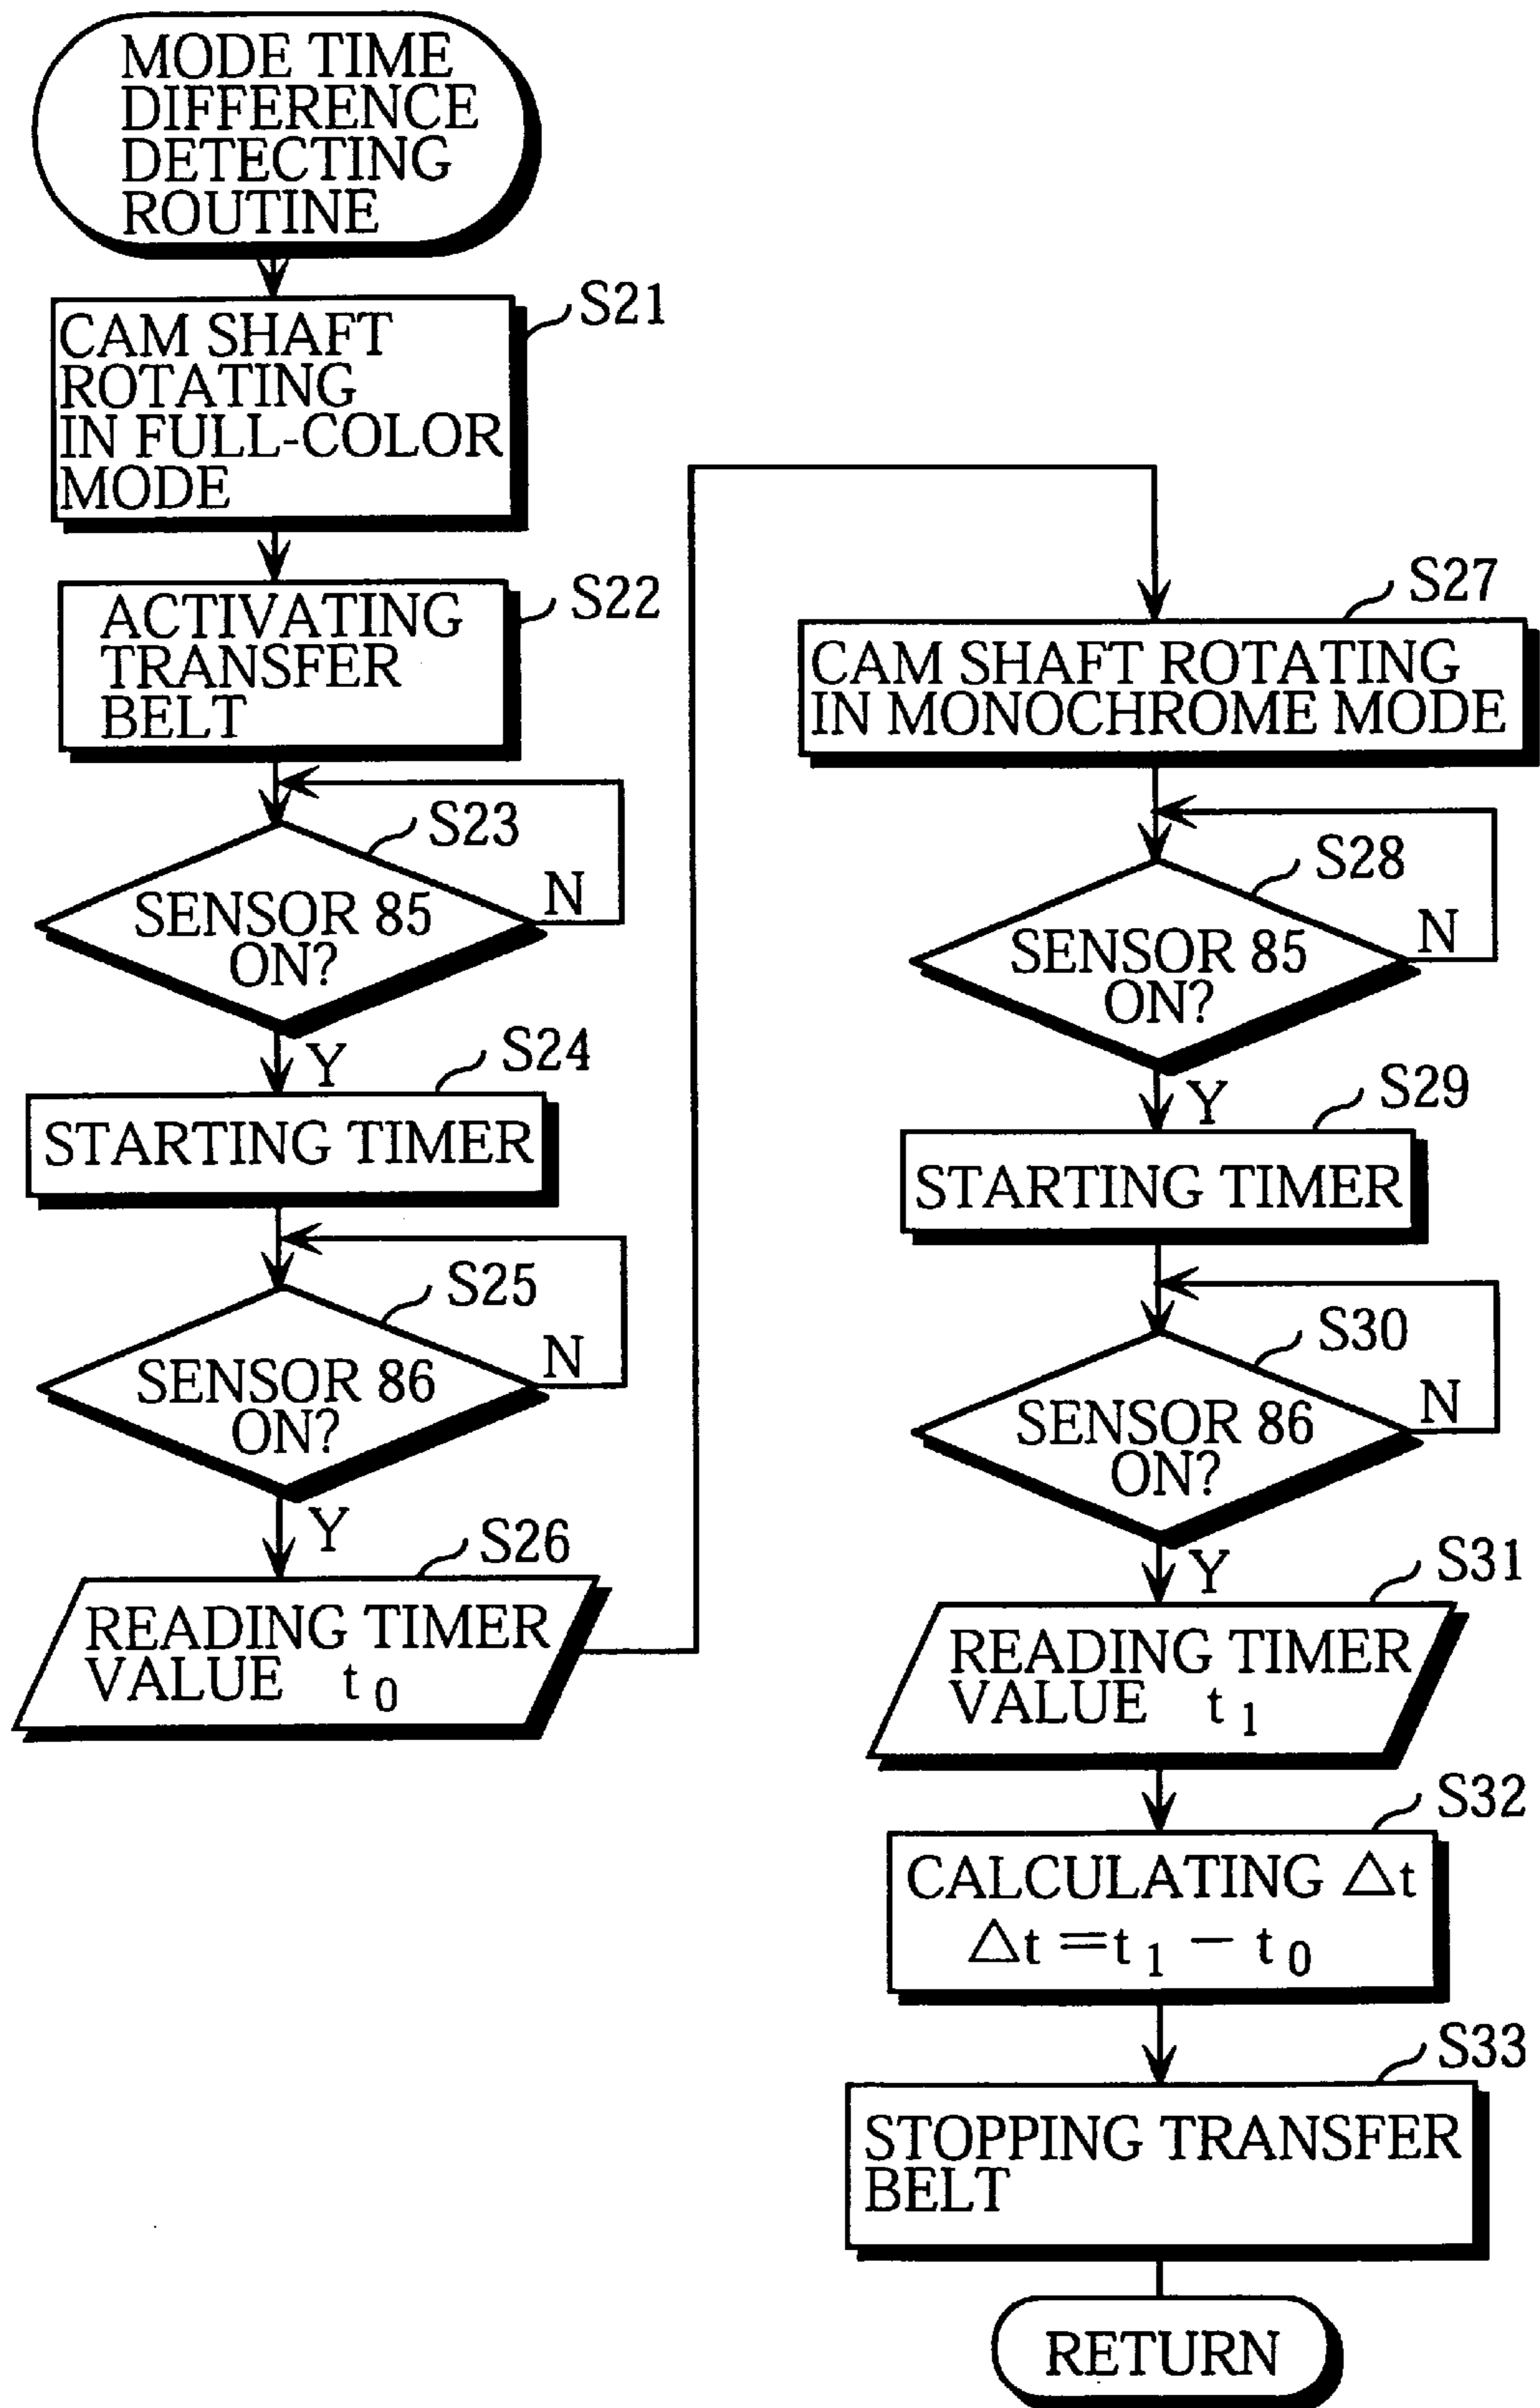 MODE TIME
DIFFERENCE
DETECTING
ROUTINE
S21
CAM SHAFT
ROTATING
IN FULL-COLOR
MODE
S22
ACTIVATING
TRANSFER
BELT
S23
SENSOR 85
ON?
N
Y
S24
STARTING TIMER
S25
SENSOR 86
ON?
N
Y
S26
READING TIMER
VALUE t0
S27
CAM SHAFT ROTATING
IN MONOCHROME MODE
S28
SENSOR 85
ON?
N
Y
S29
STARTING TIMER
S30
SENSOR 86
ON?
N
Y
S31
READING TIMER
VALUE t1
S32
CALCULATING △t
△t=t1 − t0
S33
STOPPING TRANSFER
BELT
RETURN